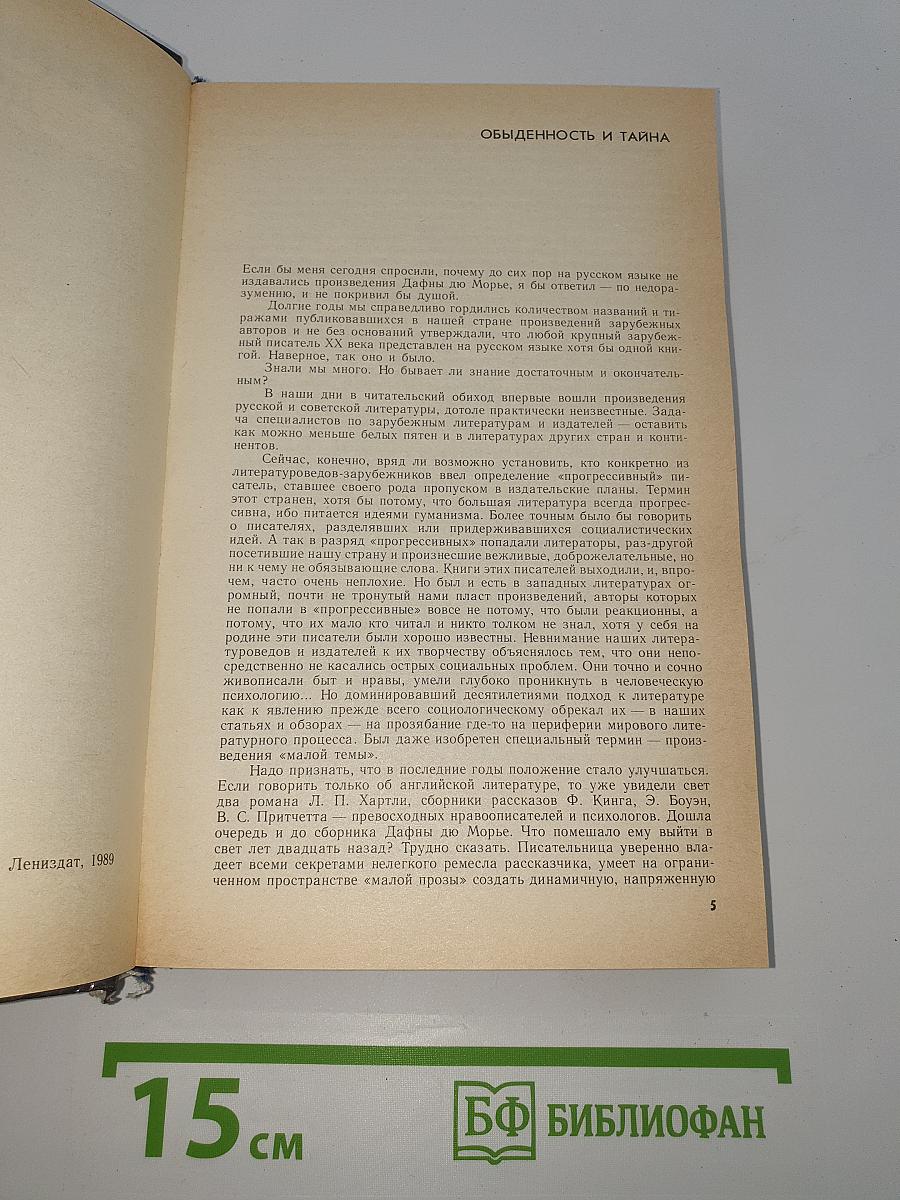 ОБЫДЕННОСТЬ И ТАЙНА
Если бы меня сегодня спросили, почему до сих пор на русском языке не
издавались произведения Дафны дю Морье, я бы ответил — по недора-
зумению, и не покривил бы душой.
Долгие годы мы справедливо гордились количеством названий и ти-
ражами публиковавшихся в нашей стране произведений зарубежных
авторов и не без оснований утверждали, что любой крупный зарубеж-
ный писатель XX века представлен на русском языке хотя бы одной кни-
гой. Наверное, так оно и было.
Знали мы много. Но бывает ли знание достаточным и окончатель-
ным?
В наши дни в читательский обиход впервые вошли произведения
русской и советской литературы, дотоле практически неизвестные. Зада-
ча специалистов по зарубежным литературам и издателей — оставить
как можно меньше белых пятен и в литературах других стран и конти-
нентов.
Сейчас, конечно, вряд ли возможно установить, кто конкретно из
литературоведов-зарубежников ввел определение «прогрессивный» пи-
сатель, ставшее своего рода пропуском в издательские планы. Термин
этот странен, хотя бы потому, что большая литература всегда прогрес-
сивна, ибо питается идеями гуманизма. Более точным было бы говорить
о писателях, разделявших или придерживавшихся социалистических
идей. А так в разряд «прогрессивных» попадали литераторы, раз-другой
посетившие нашу страну и произнесшие вежливые, доброжелательные, но
ни к чему не обязывающие слова. Книги этих писателей выходили, и, впро-
чем, часто очень неплохие. Но был и есть в западных литературах ог-
ромный, почти не тронутый нами пласт произведений, авторы которых
не попали в «прогрессивные» вовсе не потому, что были реакционны, а
потому, что их мало кто читал и никто толком не знал, хотя у себя на
родине эти писатели были хорошо известны. Невнимание наших литера-
туроведов и издателей к их творчеству объяснялось тем, что они непо-
средственно не касались острых социальных проблем. Они точно и сочно
живописали быт и нравы, умели глубоко проникнуть в человеческую
психологию... Но доминировавший десятилетиями подход к литературе
как к явлению прежде всего социологическому обрекал их — в наших
статьях и обзорах — на прозябание где-то на периферии мирового лите-
ратурного процесса. Был даже изобретен специальный термин — произ-
ведения «малой темы».
Надо признать, что в последние годы положение стало улучшаться.
Если говорить только об английской литературе, то уже увидели свет
два романа Л. П. Хартли, сборники рассказов Ф. Кинга, Э. Боуэн,
В. С. Притчетта — превосходных нравоописателей и психологов. Дошла
очередь и до сборника Дафны дю Морье. Что помешало ему выйти в
свет лет двадцать назад? Трудно сказать. Писательница уверенно вла-
деет всеми секретами нелегкого ремесла рассказчика, умеет на ограни-
ченном пространстве «малой прозы» создать динамичную, напряженную
5
Лениздат, 1989
15 см
БФ БИБЛИОФАН